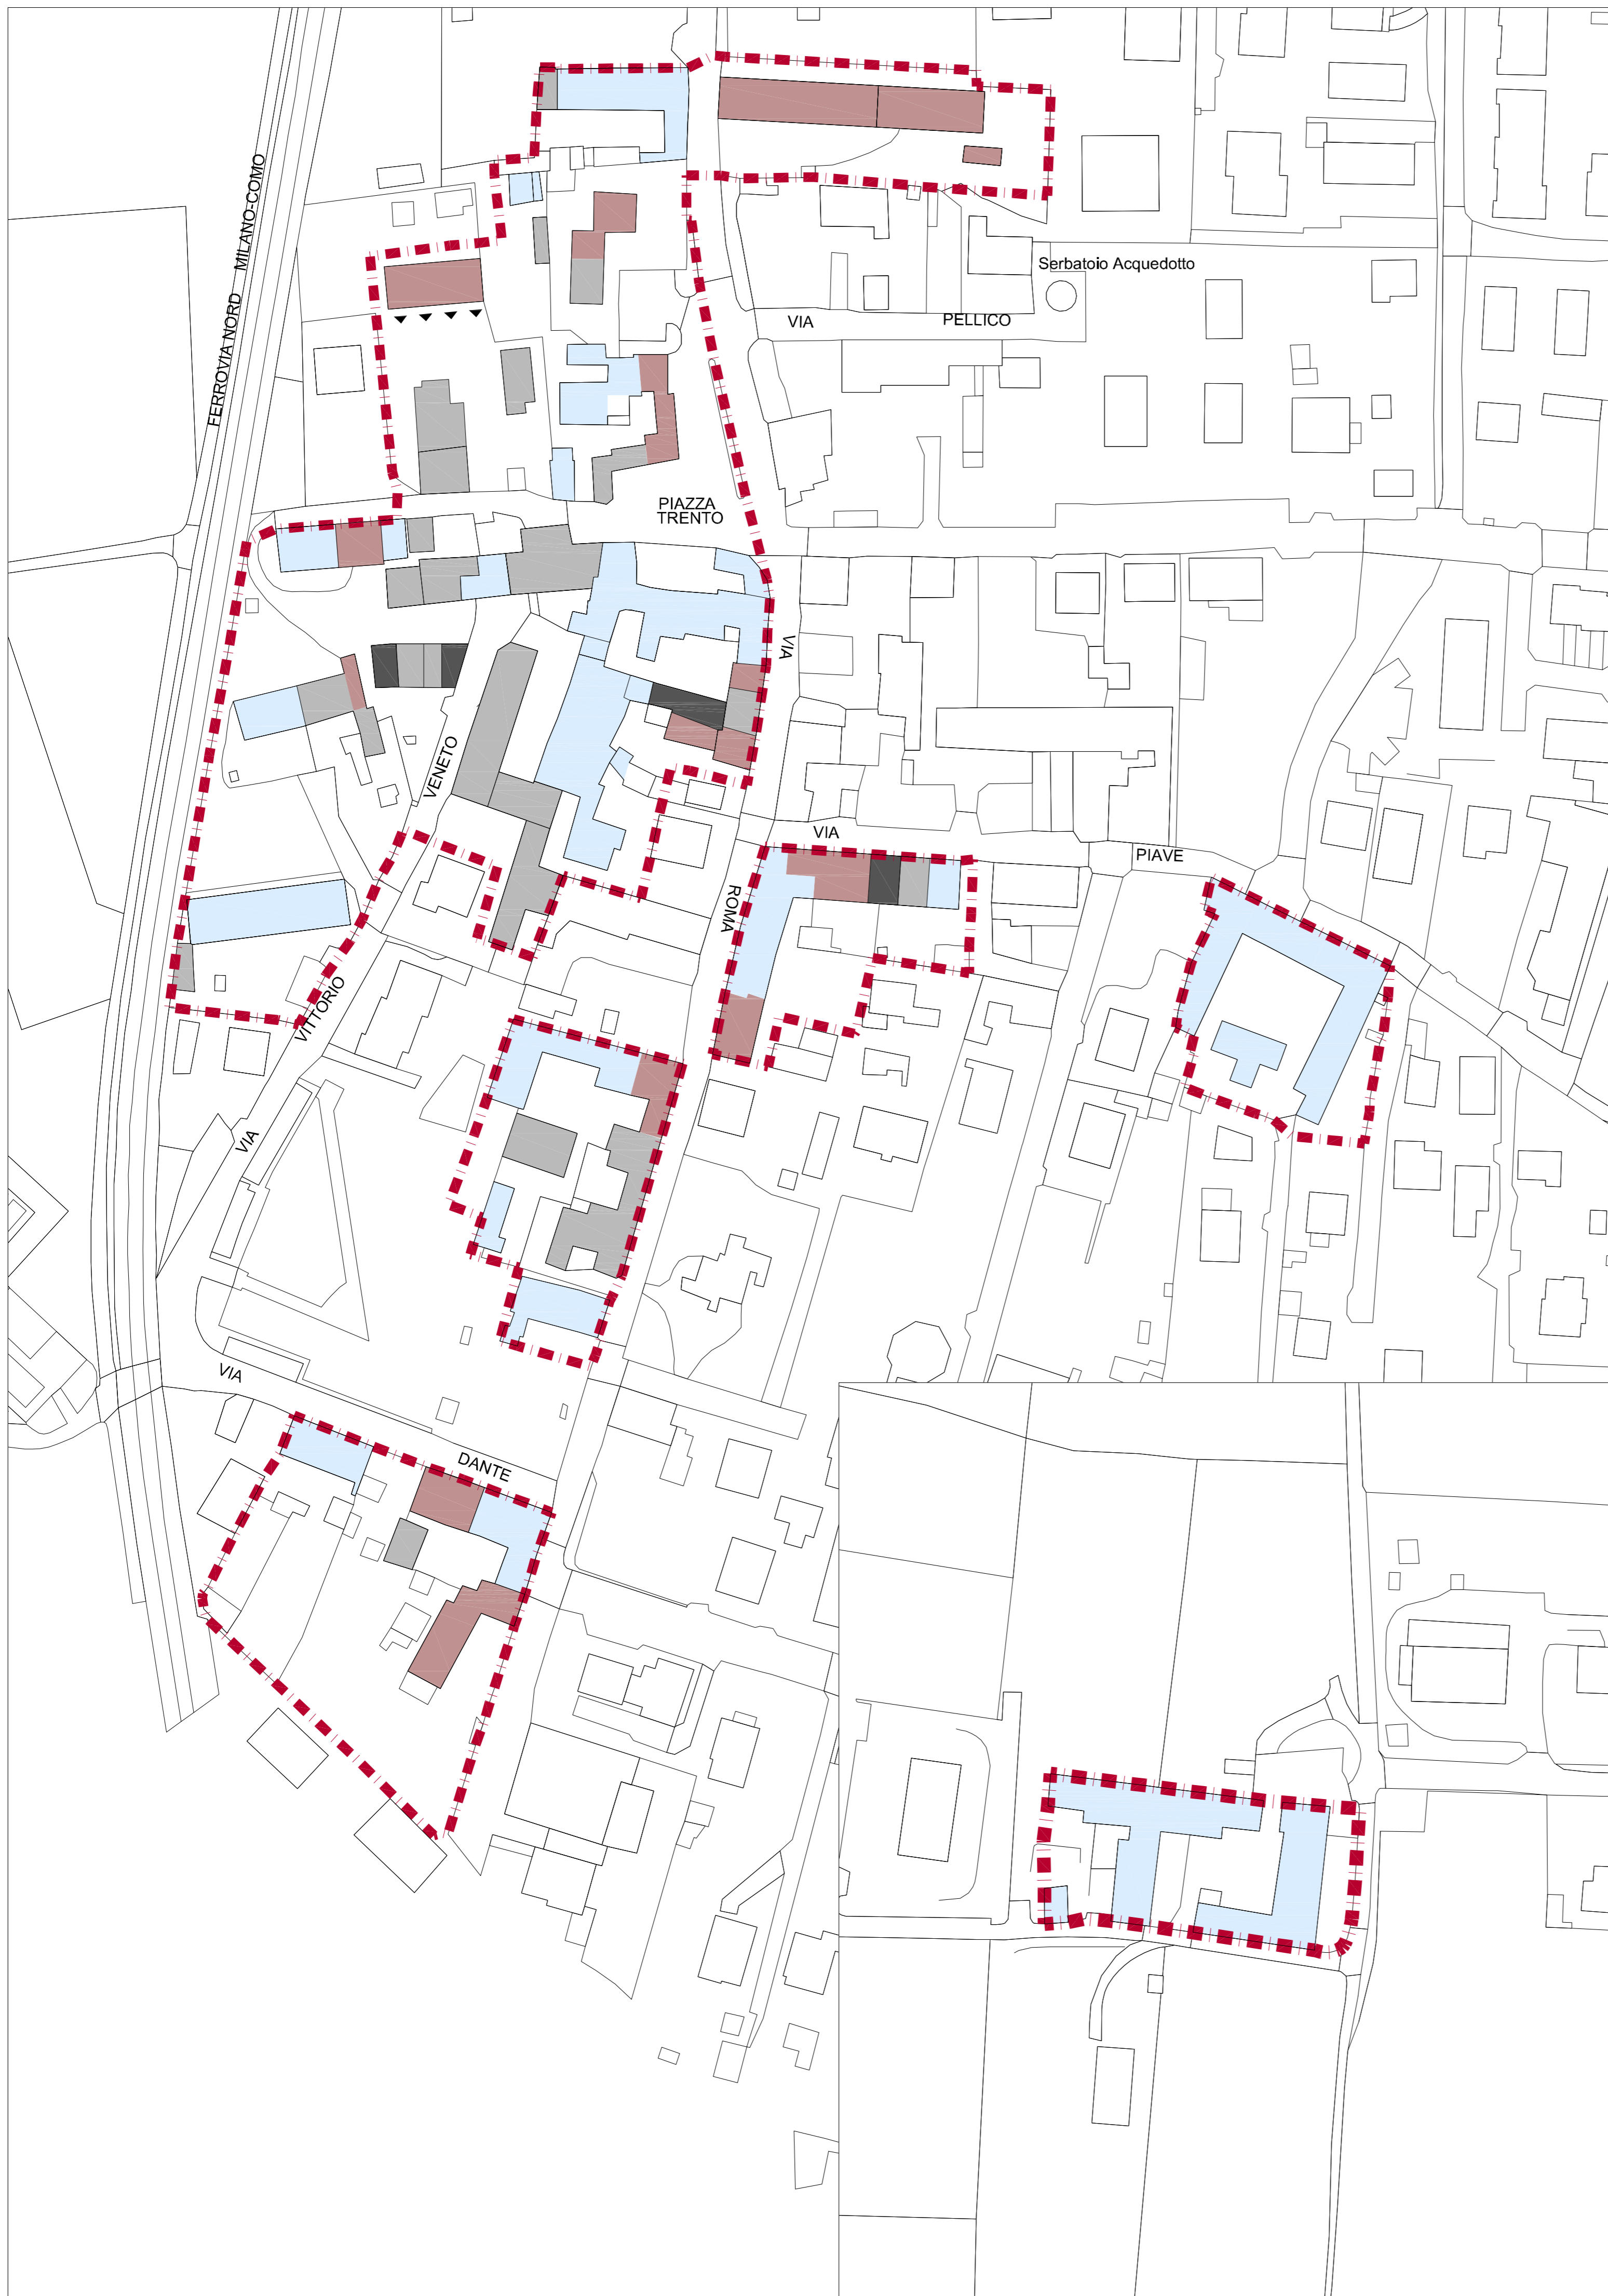 FERROVIA NORD MILANO-COMO
Serbatoio Acquedotto
VIA PELLICO
PIAZZA
TRENTO
VIA
ROMA
VIA PIAVE
VIA
VITTORIO
VENETO
VIA
DANTE